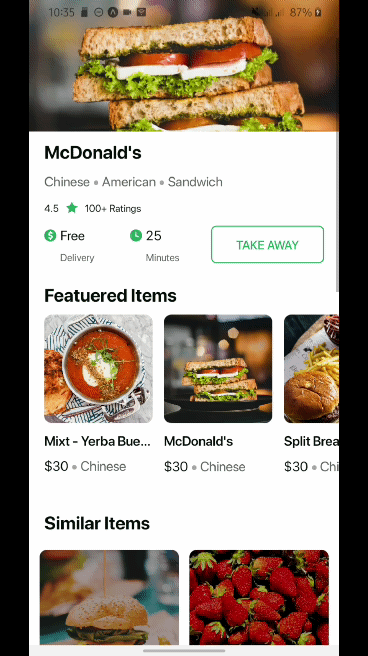 10:35 87%
McDonald's
Chinese • American • Sandwich
4.5 100+ Ratings
Free 25
Delivery Minutes
TAKE AWAY
Featuered Items
Mixt - Yerba Bue... McDonald's Split Brea
$30 • Chinese $30 • Chinese $30 • Chi
Similar Items